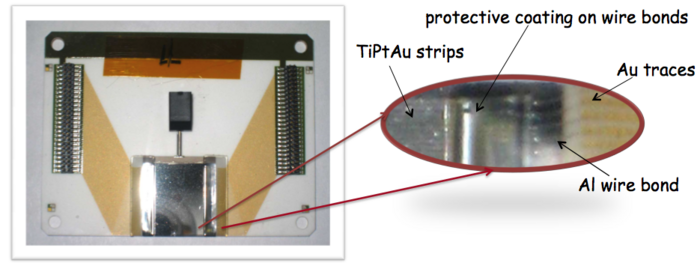 protective coating on wire bonds
TiPtAu strips
Au traces
Al wire bond